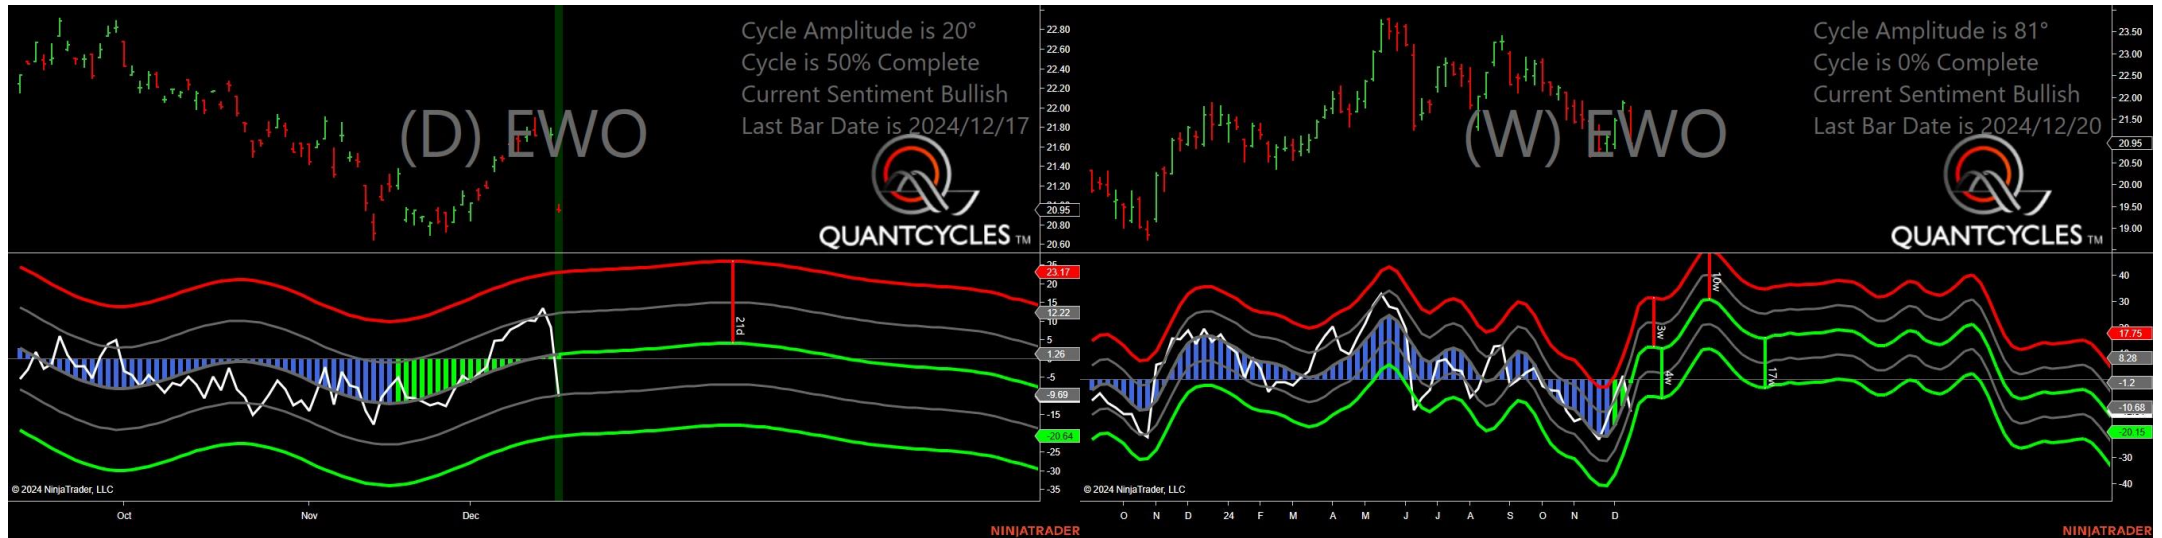 Cycle Amplitude is 20°
Cycle is 50% Complete
Current Sentiment Bullish
Last Bar Date is 2024/12/17
(D) EWO
QUANTCYCLES TM
22.80
22.60
22.40
22.20
22.00
21.80
21.60
21.40
21.20
20.95
20.80
20.60
23.17
20
15
12.22
10
5
1.26
-5
-9.69
-15
-20.64
-25
-30
-35
21d
© 2024 NinjaTrader, LLC
Oct
Nov
Dec
NINJATRADER
Cycle Amplitude is 81°
Cycle is 0% Complete
Current Sentiment Bullish
Last Bar Date is 2024/12/20
(W) EWO
QUANTCYCLES TM
23.50
23.00
22.50
22.00
21.50
20.95
20.50
20.00
19.50
19.00
40
30
17.75
8.28
-1.2
-10.68
-20.15
-30
-40
10w
3w
4w
17w
© 2024 NinjaTrader, LLC
O N D 24 F M A M J J A S O N D
NINJATRADER